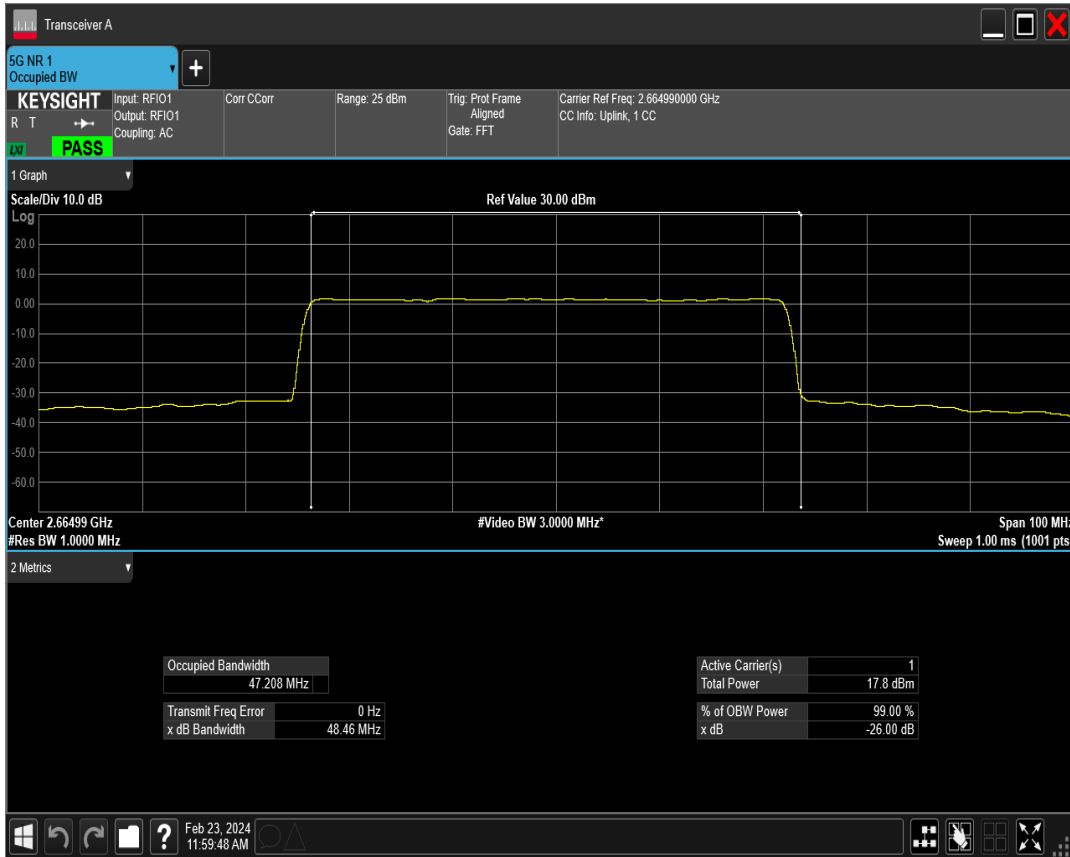 Transceiver A
5G NR 1
Occupied BW
KEYSIGHT
R T
LXI
PASS
Input: RFIO1
Output: RFIO1
Coupling: AC
Corr CCorr
Range: 25 dBm
Trig: Prot Frame
Aligned
Gate: FFT
Carrier Ref Freq: 2.664990000 GHz
CC Info: Uplink, 1 CC
1 Graph
Scale/Div 10.0 dB
Ref Value 30.00 dBm
Log
20.0
10.0
0.00
-10.0
-20.0
-30.0
-40.0
-50.0
-60.0
Center 2.66499 GHz
#Video BW 3.0000 MHz*
Span 100 MHz
#Res BW 1.0000 MHz
Sweep 1.00 ms (1001 pts
2 Metrics
Occupied Bandwidth
47.208 MHz
Transmit Freq Error 0 Hz
x dB Bandwidth 48.46 MHz
Active Carrier(s) 1
Total Power 17.8 dBm
% of OBW Power 99.00 %
x dB -26.00 dB
?
Feb 23, 2024
11:59:48 AM